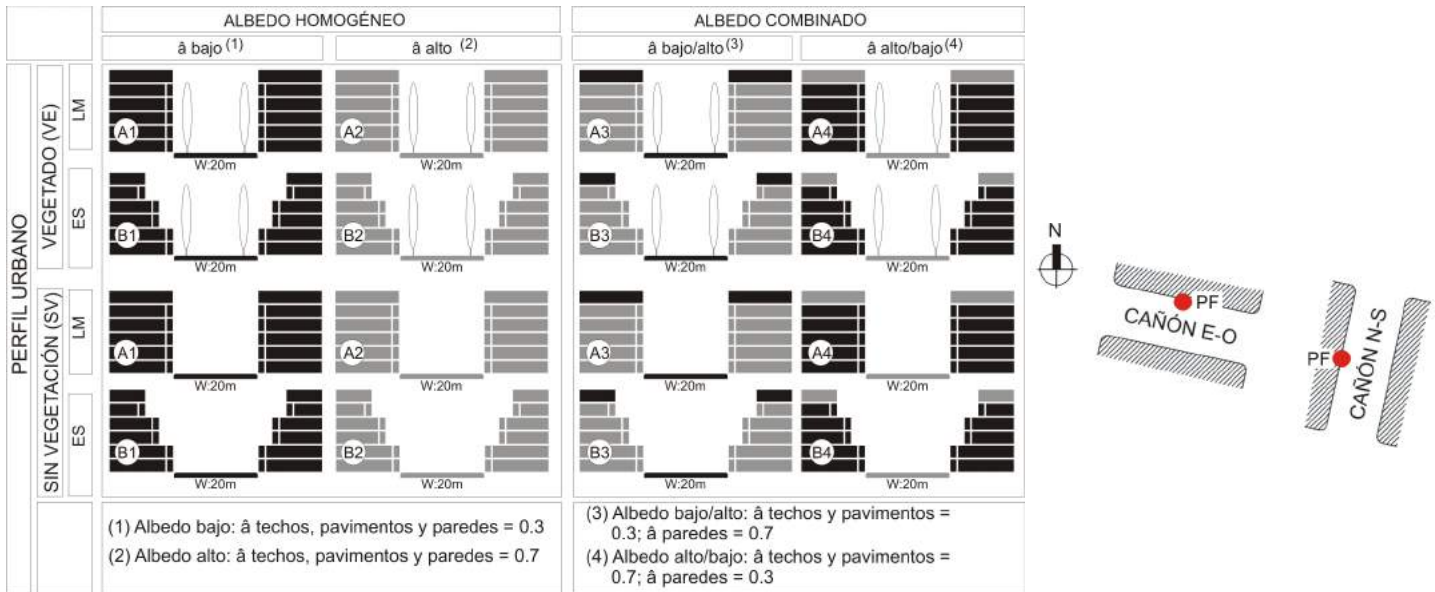 ALBEDO HOMOGÉNEO
ALBEDO COMBINADO
â bajo (1)
â alto (2)
â bajo/alto (3)
â alto/bajo (4)
PERFIL URBANO
VEGETADO (VE)
LM
A1
W:20m
A2
W:20m
A3
W:20m
A4
W:20m
ES
B1
W:20m
B2
W:20m
B3
W:20m
B4
W:20m
SIN VEGETACIÓN (SV)
LM
A1
W:20m
A2
W:20m
A3
W:20m
A4
W:20m
ES
B1
W:20m
B2
W:20m
B3
W:20m
B4
W:20m
(1) Albedo bajo: â techos, pavimentos y paredes = 0.3
(2) Albedo alto: â techos, pavimentos y paredes = 0.7
(3) Albedo bajo/alto: â techos y pavimentos =
0.3; â paredes = 0.7
(4) Albedo alto/bajo: â techos y pavimentos =
0.7; â paredes = 0.3
N
PF
CAÑÓN E-O
PF
CAÑÓN N-S